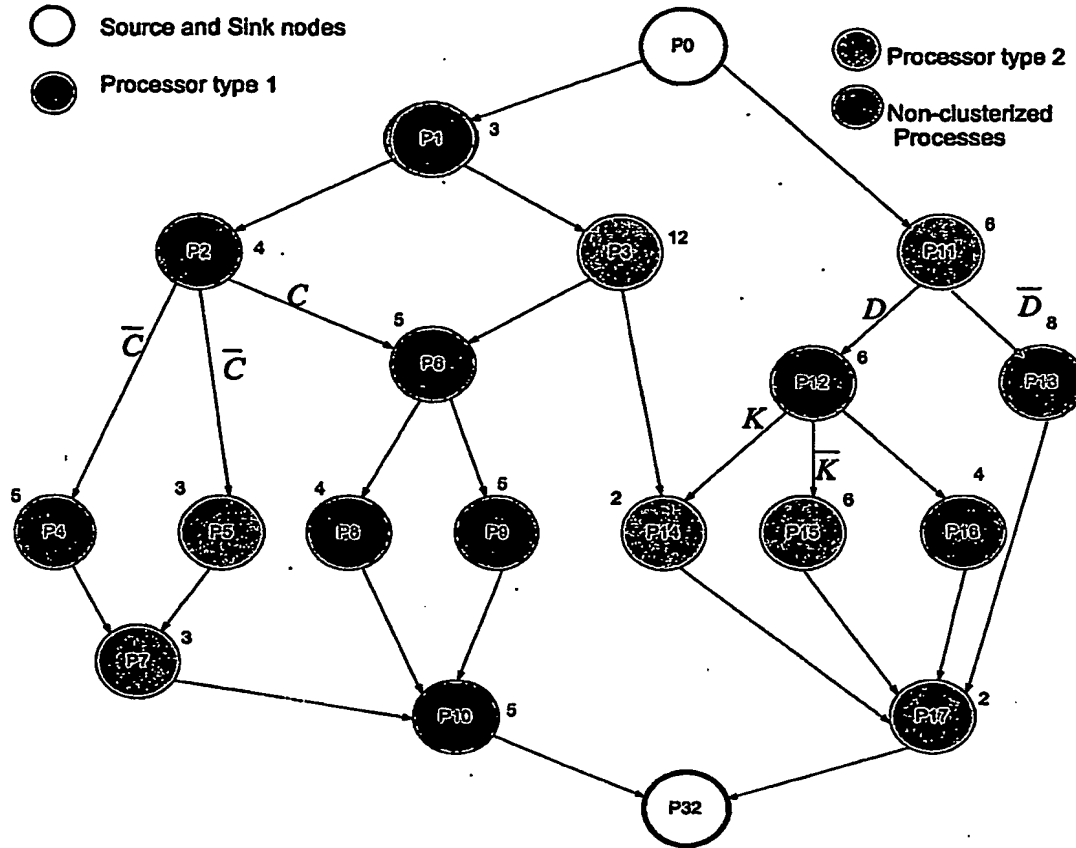 Source and Sink nodes
Processor type 1
P0
Processor type 2
Non-clusterized
Processes
P1
3
P2
4
P3
12
P11
6
C
C̅
C̅
D
D̅
8
5
P6
6
P12
P13
K
K̅
5
P4
3
P5
4
P8
5
P9
2
P14
6
P15
4
P16
P7
3
P10
5
P17
2
P32